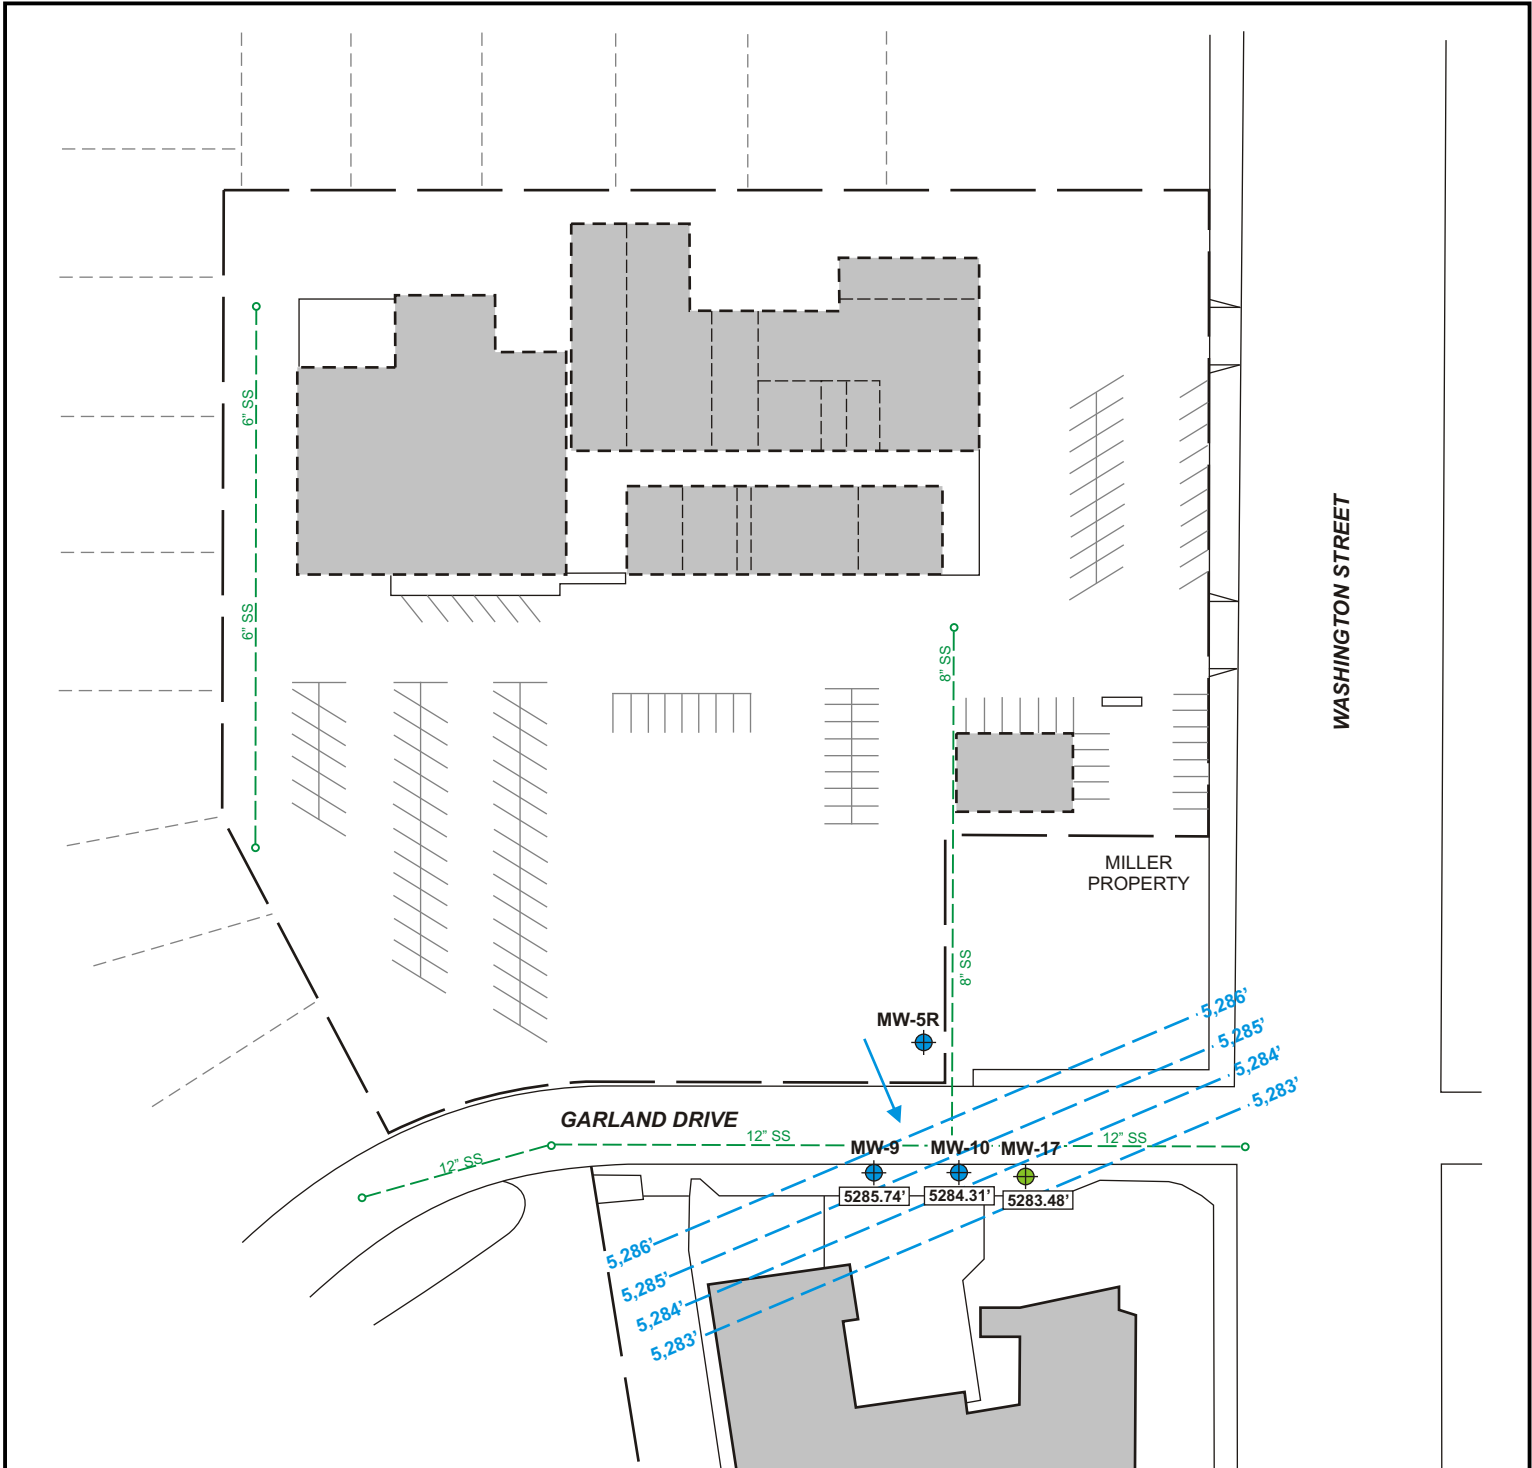 6” SS
6” SS
WASHINGTON STREET
8” SS
MILLER
PROPERTY
8” SS
5,286’
MW-5R
5,285’
5,284’
5,283’
GARLAND DRIVE
12” SS
12” SS
12” SS
MW-9
MW-10
MW-17
5285.74’
5284.31’
5283.48’
5,286’
5,285’
5,284’
5,283’